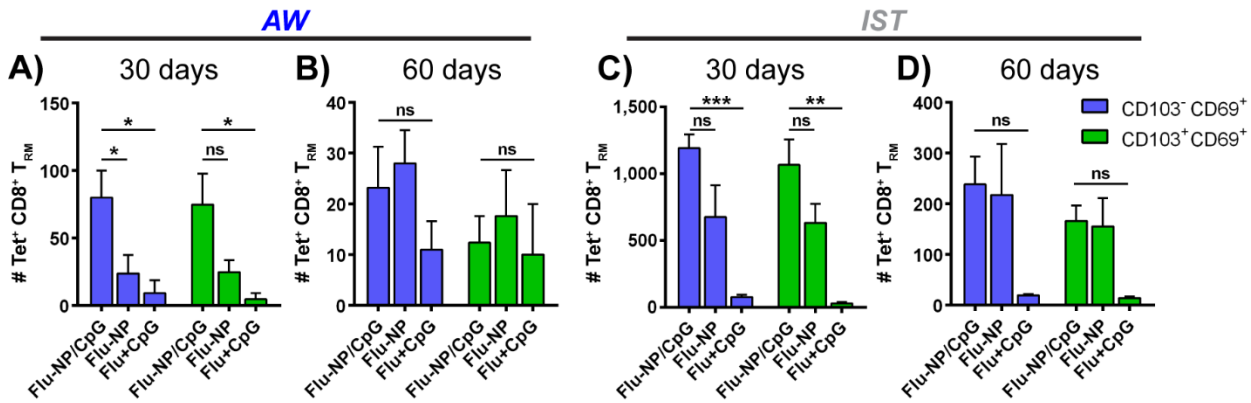 AW
IST
A) 30 days
B) 60 days
C) 30 days
D) 60 days
# Tet⁺ CD8⁺ T_RM
100
50
0
*
*
*
ns
Flu-NP/CpG
Flu-NP
Flu+CpG
Flu-NP/CpG
Flu-NP
Flu+CpG
# Tet⁺ CD8⁺ T_RM
40
30
20
10
0
ns
ns
Flu-NP/CpG
Flu-NP
Flu+CpG
Flu-NP/CpG
Flu-NP
Flu+CpG
# Tet⁺ CD8⁺ T_RM
1,500
1,000
500
0
***
ns
**
ns
Flu-NP/CpG
Flu-NP
Flu+CpG
Flu-NP/CpG
Flu-NP
Flu+CpG
# Tet⁺ CD8⁺ T_RM
400
300
200
100
0
ns
ns
Flu-NP/CpG
Flu-NP
Flu+CpG
Flu-NP/CpG
Flu-NP
Flu+CpG
CD103⁻ CD69⁺
CD103⁺ CD69⁺